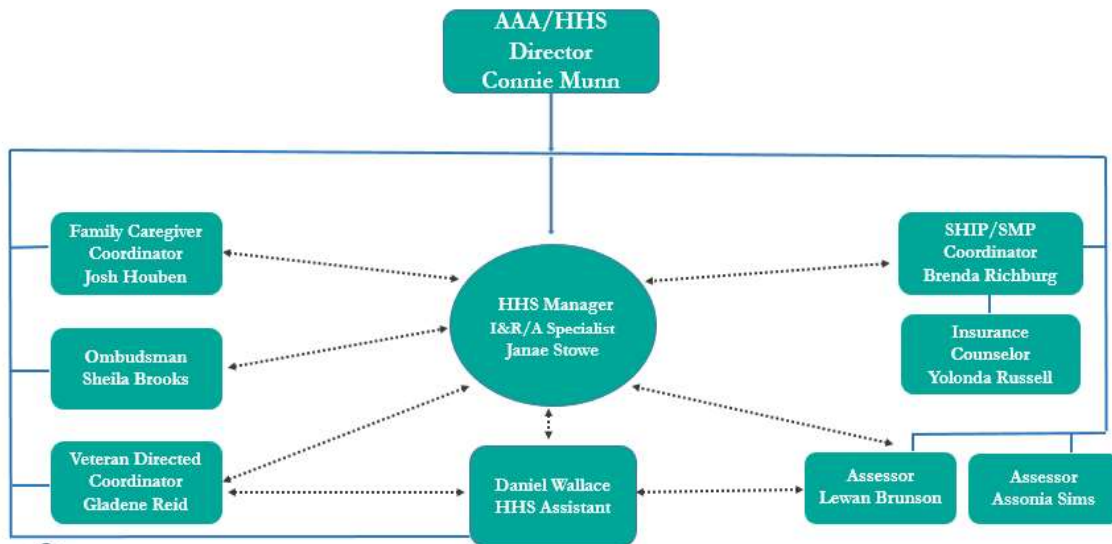 AAA/HHS
Director
Connie Munn
Family Caregiver
Coordinator
Josh Houben
SHIP/SMP
Coordinator
Brenda Richburg
HHS Manager
I&R/A Specialist
Janae Stowe
Ombudsman
Sheila Brooks
Insurance
Counselor
Yolonda Russell
Veteran Directed
Coordinator
Gladene Reid
Daniel Wallace
HHS Assistant
Assessor
Lewan Brunson
Assessor
Assonia Sims